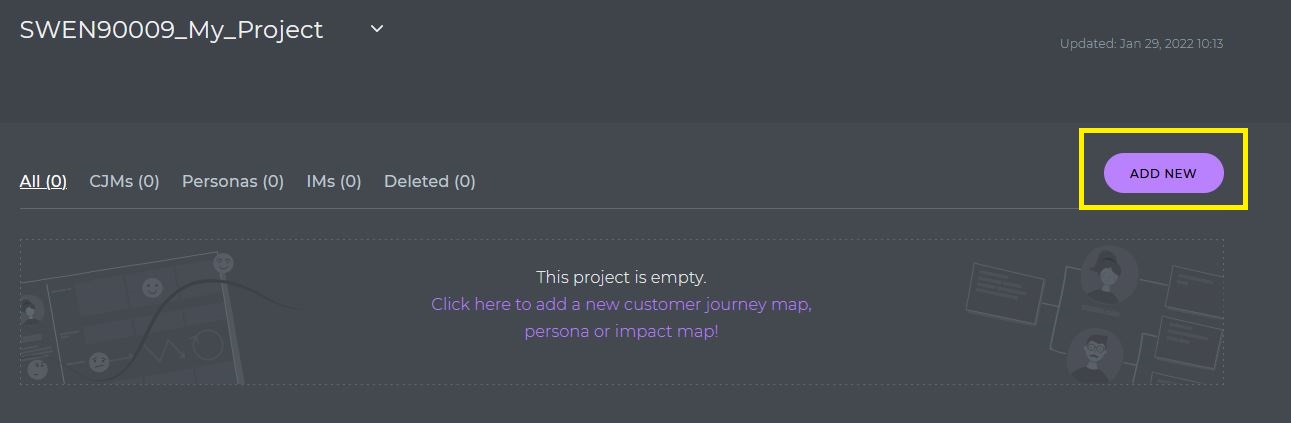 SWEN90009_My_Project
Updated: Jan 29, 2022 10:13
All (0) CJMs (0) Personas (0) IMs (0) Deleted (0)
ADD NEW
This project is empty.
Click here to add a new customer journey map,
persona or impact map!